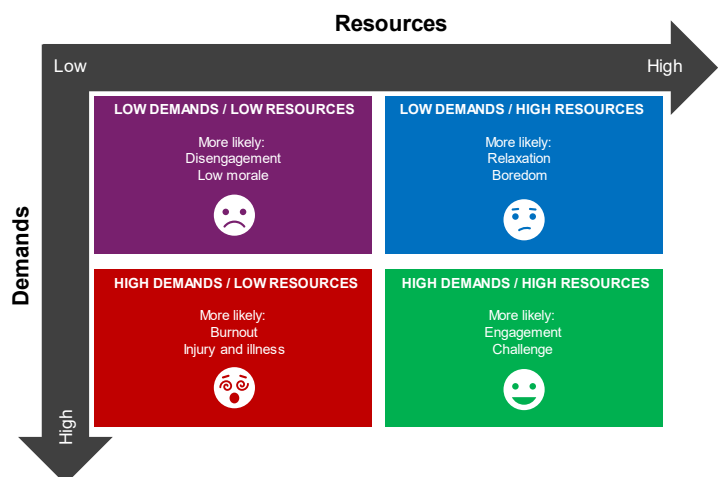 Resources
Low
High
Demands
High
LOW DEMANDS / LOW RESOURCES
More likely:
Disengagement
Low morale
LOW DEMANDS / HIGH RESOURCES
More likely:
Relaxation
Boredom
HIGH DEMANDS / LOW RESOURCES
More likely:
Burnout
Injury and illness
HIGH DEMANDS / HIGH RESOURCES
More likely:
Engagement
Challenge